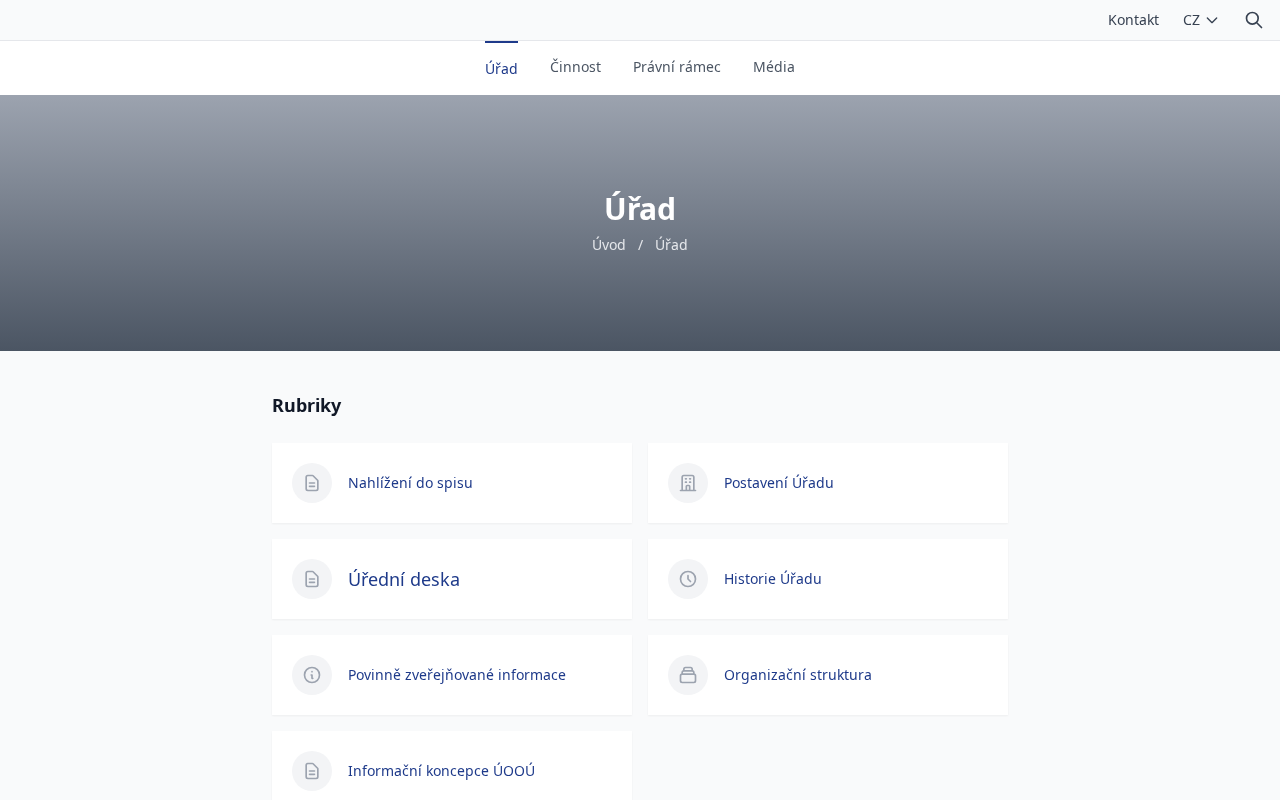 Kontakt
CZ
Úřad
Činnost
Právní rámec
Média
Úřad
Úvod / Úřad
Rubriky
Nahlížení do spisu
Postavení Úřadu
Úřední deska
Historie Úřadu
Povinně zveřejňované informace
Organizační struktura
Informační koncepce ÚOOÚ